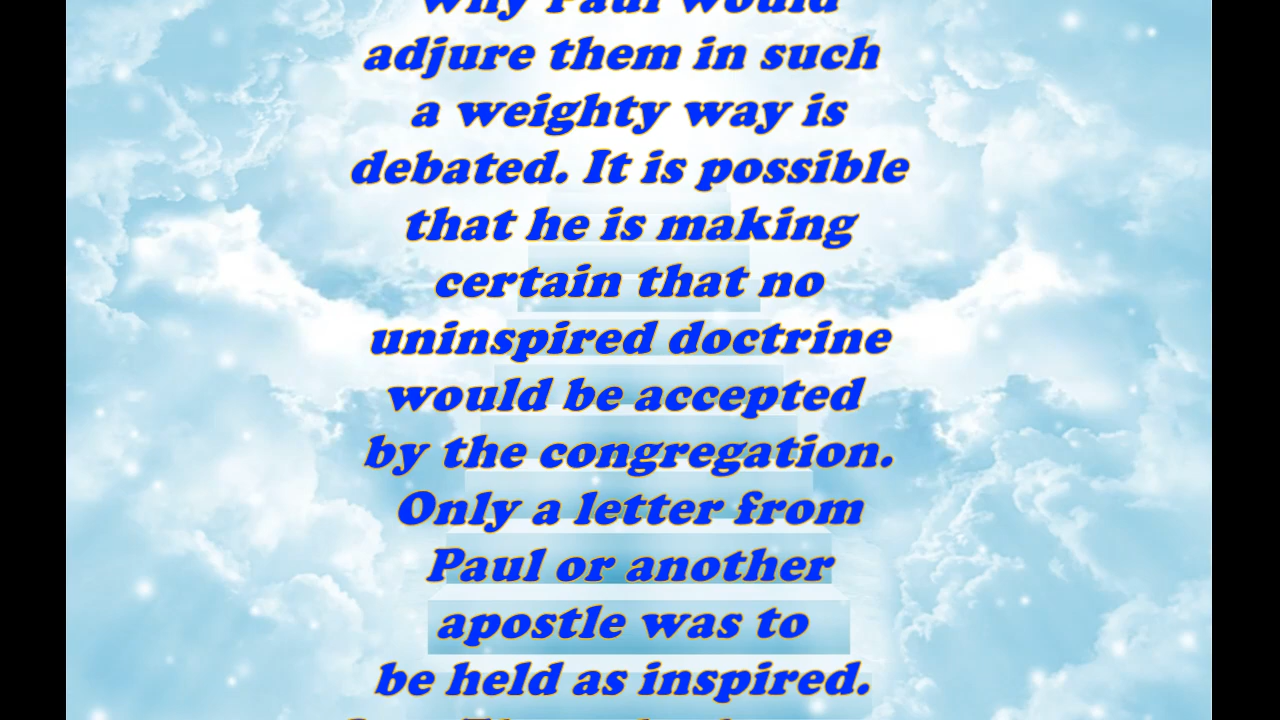 Why Paul would
adjure them in such
a weighty way is
debated. It is possible
that he is making
certain that no
uninspired doctrine
would be accepted
by the congregation.
Only a letter from
Paul or another
apostle was to
be held as inspired.